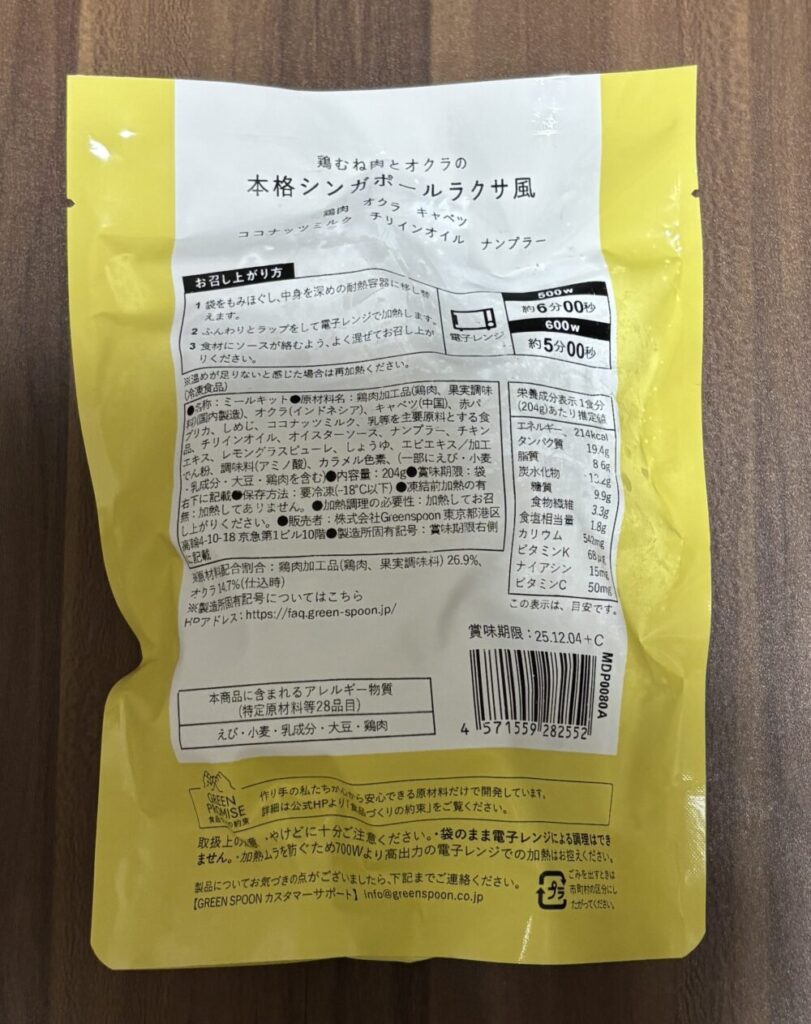 鶏むね肉とオクラの
本格シンガポールラクサ風
鶏肉 オクラ キャベツ
ココナッツミルク チリインオイル ナンプラー
お召し上がり方
1 袋をもみほぐし、中身を深めの耐熱容器に移し替
えます。
2 ふんわりとラップをして電子レンジで加熱します。
3 食材にソースが絡むよう、よく混ぜてお召し上が
りください。
電子レンジ
500w
約6分00秒
600w
約5分00秒
※温めが足りないと感じた場合は再加熱ください。
(冷凍食品)
●名称:ミールキット●原材料名:鶏肉加工品(鶏肉、果実調味
料)(国内製造)、オクラ(インドネシア)、キャベツ(中国)、赤パ
プリカ、しめじ、ココナッツミルク、乳等を主要原料とする食
品、チリインオイル、オイスターソース、ナンプラー、チキン
エキス、レモングラスピューレ、しょうゆ、エビエキス/加工
でん粉、調味料(アミノ酸)、カラメル色素、(一部にえび・小麦
・乳成分・大豆・鶏肉を含む)●内容量:204g●賞味期限:袋
右下に記載●保存方法:要冷凍(-18℃以下)●凍結前加熱の有
無:加熱してありません。●加熱調理の必要性:加熱してお召
し上がりください。●販売者:株式会社Greenspoon 東京都港区
高輪4-10-18 京急第1ビル10階●製造所固有記号:賞味期限右側
に記載
栄養成分表示 1食分
(204g)あたり推定値
エネルギー 214kcal
タンパク質 19.4g
脂質 8.6g
炭水化物
糖質 9.9g
食物繊維 3.3g
食塩相当量 1.8g
カリウム 542mg
ビタミンK 68μg
ナイアシン 15mg
ビタミンC 50mg
この表示は、目安です。
※原材料配合割合:鶏肉加工品(鶏肉、果実調味料) 26.9%、
オクラ14.7%(仕込時)
※製造所固有記号についてはこちら
HPアドレス:https://faq.green-spoon.jp/
賞味期限:25.12.04+C
MDP0080A
4 571559 282552
本商品に含まれるアレルギー物質
(特定原材料等28品目)
えび・小麦・乳成分・大豆・鶏肉
GREEN
PROMISE
食品づくりの約束
作り手の私たちが心から安心できる原材料だけで開発しています。
詳細は公式HPより「食品づくりの約束」をご覧ください。
取扱上の注意 ・やけどに十分ご注意ください。・袋のまま電子レンジによる調理はでき
ません。・加熱ムラを防ぐため700Wより高出力の電子レンジでの加熱はお控えください。
製品についてお気づきの点がございましたら、下記までご連絡ください。
【GREEN SPOON カスタマーサポート】 info@greenspoon.co.jp
プラ
ごみを出すときは
市町村の区分にし
たがってください。